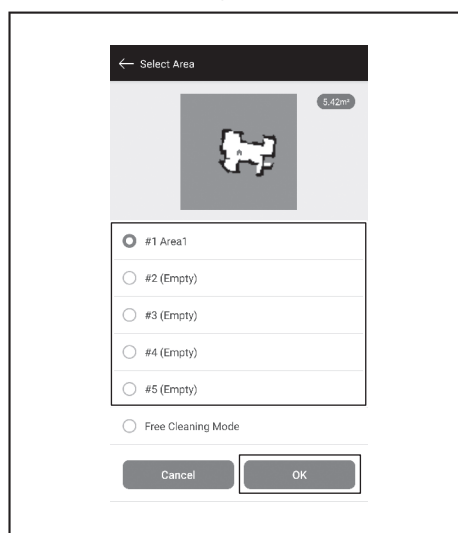 ← Select Area
5.42m²
#1 Area1
#2 (Empty)
#3 (Empty)
#4 (Empty)
#5 (Empty)
Free Cleaning Mode
Cancel
OK